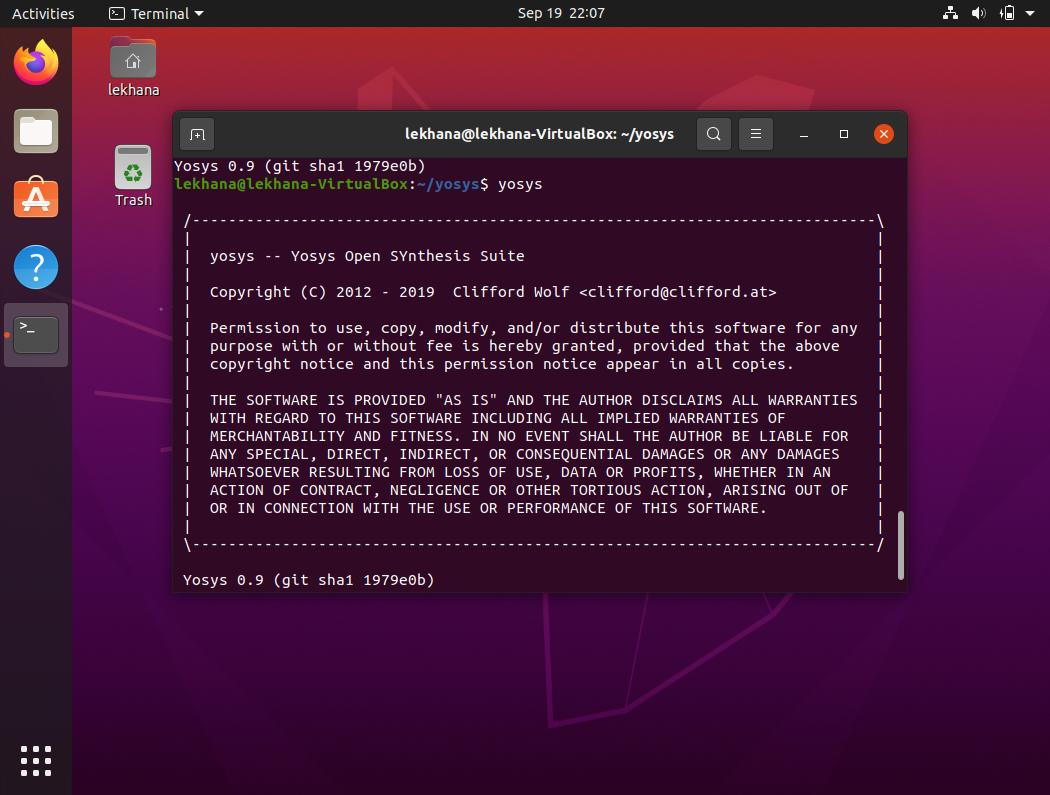 Activities Terminal Sep 19 22:07
lekhana
Trash
lekhana@lekhana-VirtualBox: ~/yosys
Yosys 0.9 (git sha1 1979e0b)
lekhana@lekhana-VirtualBox:~/yosys$ yosys
/----------------------------------------------------------------------------\
|                                                                            |
|  yosys -- Yosys Open SYnthesis Suite                                       |
|                                                                            |
|  Copyright (C) 2012 - 2019  Clifford Wolf <clifford@clifford.at>           |
|                                                                            |
|  Permission to use, copy, modify, and/or distribute this software for any  |
|  purpose with or without fee is hereby granted, provided that the above    |
|  copyright notice and this permission notice appear in all copies.         |
|                                                                            |
|  THE SOFTWARE IS PROVIDED "AS IS" AND THE AUTHOR DISCLAIMS ALL WARRANTIES  |
|  WITH REGARD TO THIS SOFTWARE INCLUDING ALL IMPLIED WARRANTIES OF          |
|  MERCHANTABILITY AND FITNESS. IN NO EVENT SHALL THE AUTHOR BE LIABLE FOR   |
|  ANY SPECIAL, DIRECT, INDIRECT, OR CONSEQUENTIAL DAMAGES OR ANY DAMAGES    |
|  WHATSOEVER RESULTING FROM LOSS OF USE, DATA OR PROFITS, WHETHER IN AN     |
|  ACTION OF CONTRACT, NEGLIGENCE OR OTHER TORTIOUS ACTION, ARISING OUT OF   |
|  OR IN CONNECTION WITH THE USE OR PERFORMANCE OF THIS SOFTWARE.            |
|                                                                            |
\----------------------------------------------------------------------------/
Yosys 0.9 (git sha1 1979e0b)